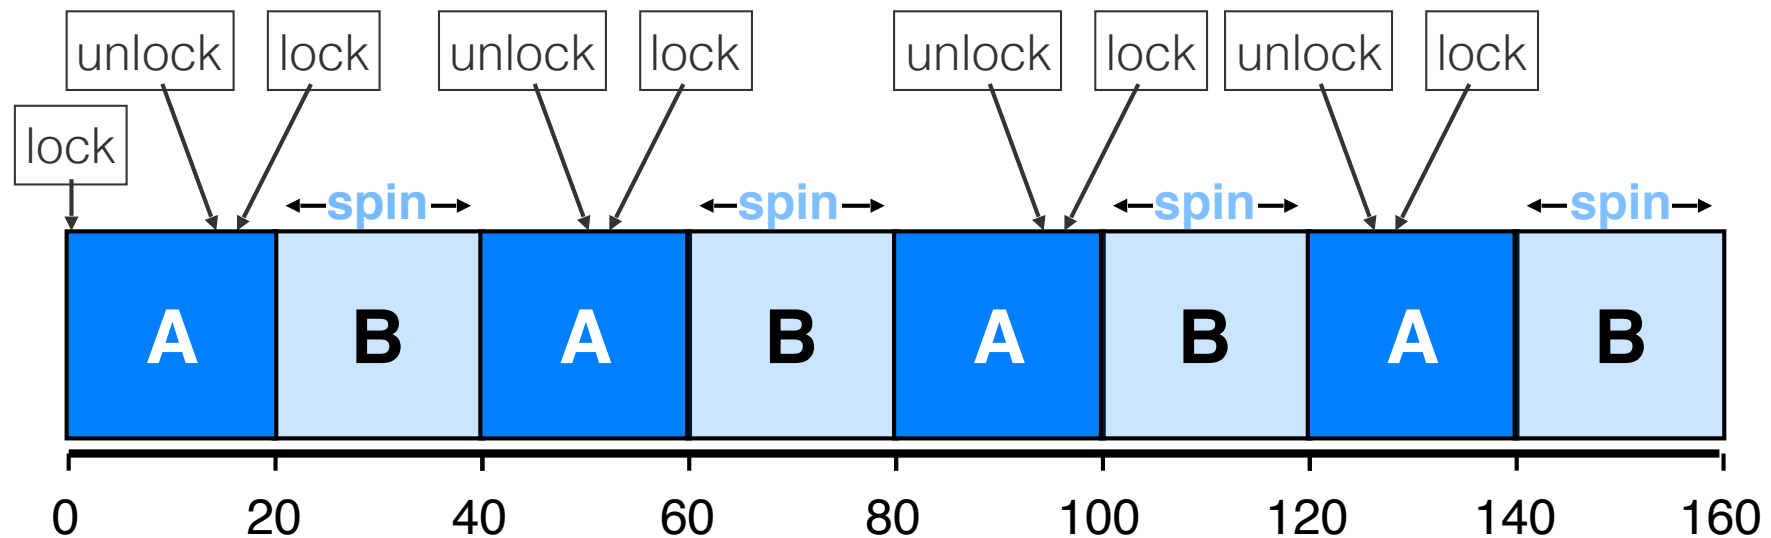 unlock lock unlock lock unlock lock unlock lock
lock
spin spin spin spin
A B A B A B A B
0 20 40 60 80 100 120 140 160